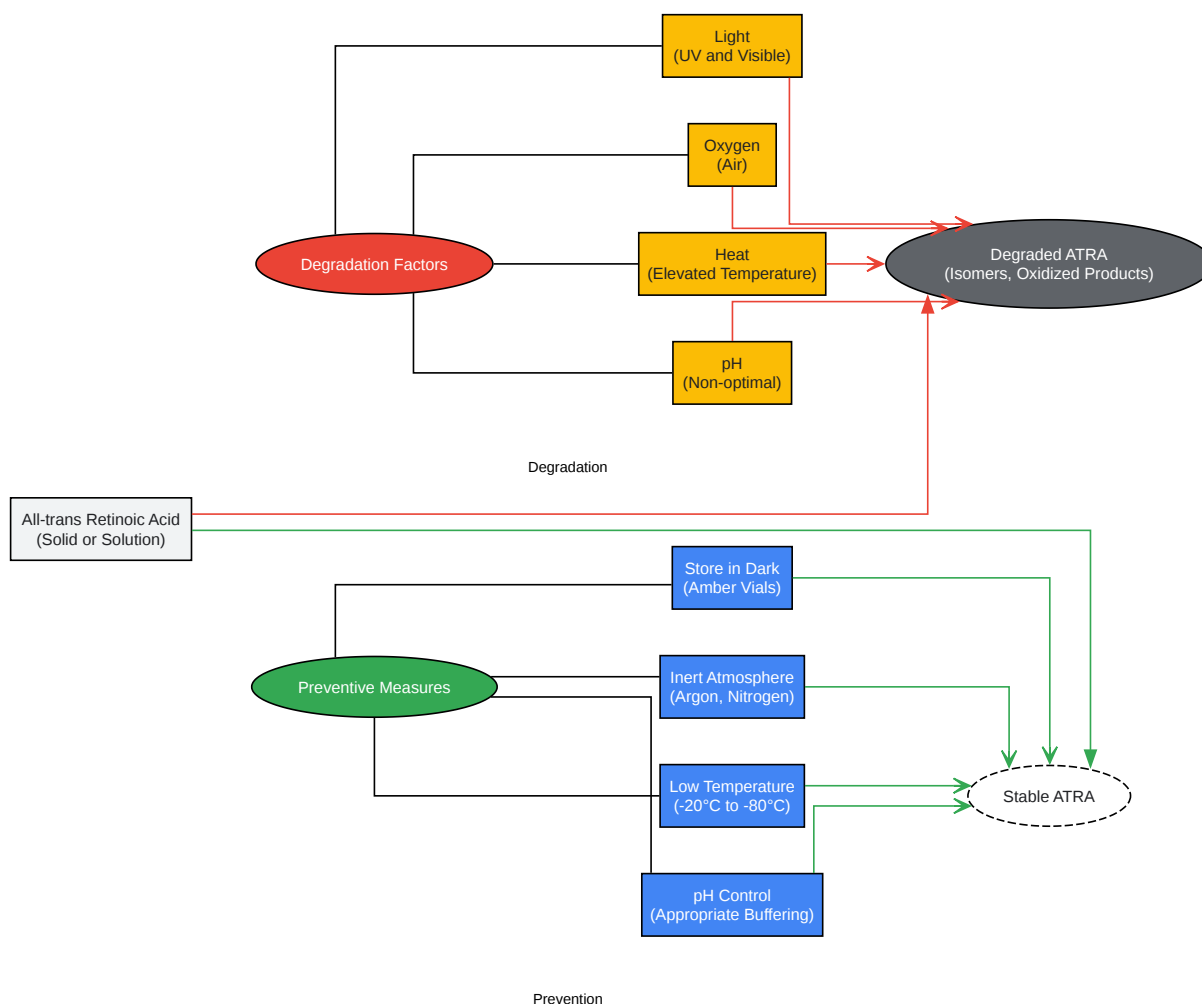 Light
(UV and Visible)
Oxygen
(Air)
Degradation Factors
Heat
(Elevated Temperature)
Degraded ATRA
(Isomers, Oxidized Products)
pH
(Non-optimal)
Degradation
All-trans Retinoic Acid
(Solid or Solution)
Store in Dark
(Amber Vials)
Preventive Measures
Inert Atmosphere
(Argon, Nitrogen)
Low Temperature
(-20°C to -80°C)
Stable ATRA
pH Control
(Appropriate Buffering)
Prevention